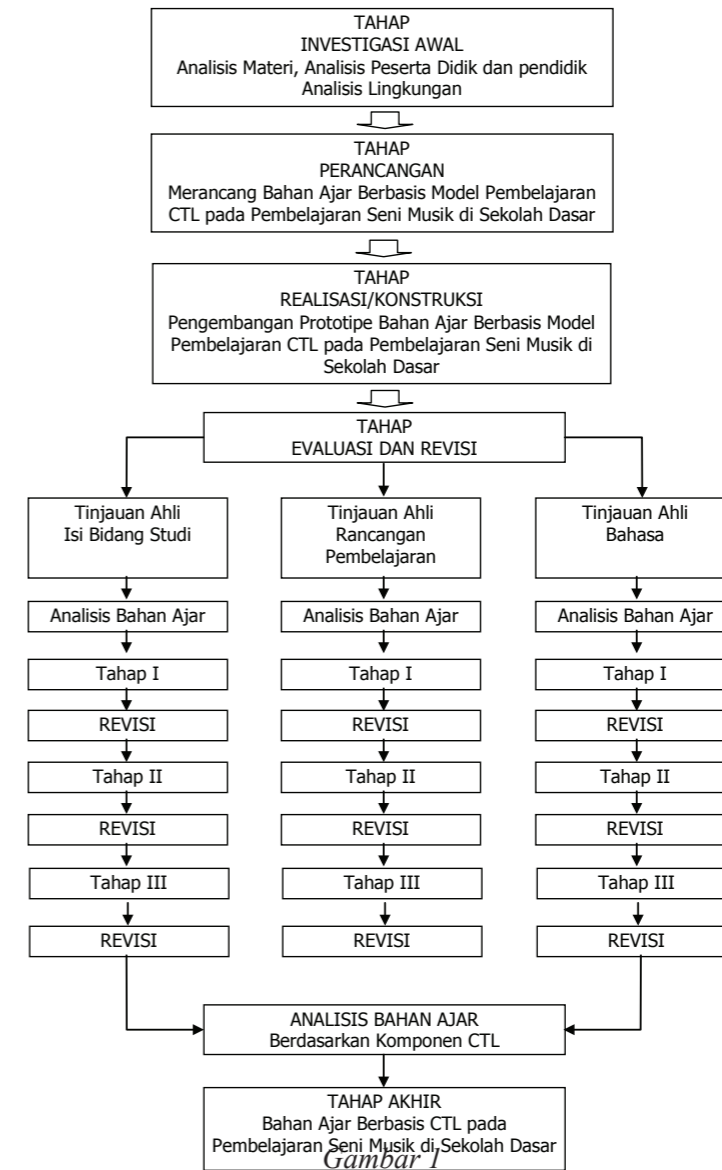 TAHAP
INVESTIGASI AWAL
Analisis Materi, Analisis Peserta Didik dan pendidik
Analisis Lingkungan
TAHAP
PERANCANGAN
Merancang Bahan Ajar Berbasis Model Pembelajaran
CTL pada Pembelajaran Seni Musik di Sekolah Dasar
TAHAP
REALISASI/KONSTRUKSI
Pengembangan Prototipe Bahan Ajar Berbasis Model
Pembelajaran CTL pada Pembelajaran Seni Musik di
Sekolah Dasar
TAHAP
EVALUASI DAN REVISI
Tinjauan Ahli
Isi Bidang Studi
Tinjauan Ahli
Rancangan
Pembelajaran
Tinjauan Ahli
Bahasa
Analisis Bahan Ajar
Analisis Bahan Ajar
Analisis Bahan Ajar
Tahap I
Tahap I
Tahap I
REVISI
REVISI
REVISI
Tahap II
Tahap II
Tahap II
REVISI
REVISI
REVISI
Tahap III
Tahap III
Tahap III
REVISI
REVISI
REVISI
ANALISIS BAHAN AJAR
Berdasarkan Komponen CTL
TAHAP AKHIR
Bahan Ajar Berbasis CTL pada
Pembelajaran Seni Musik di Sekolah Dasar
Gambar 1